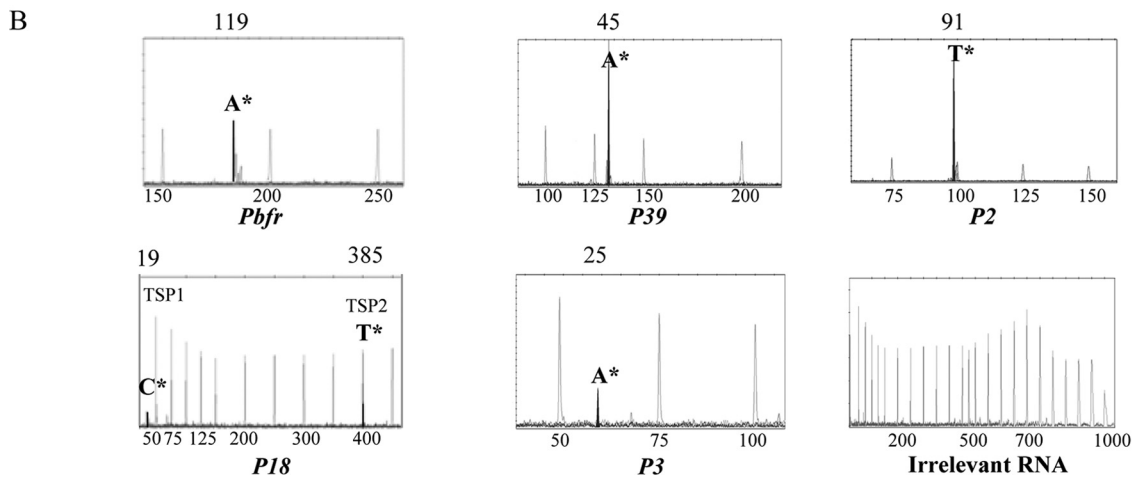 B
119
A*
150 200 250
Pbfr
45
A*
100 125 150 200
P39
91
T*
75 100 125 150
P2
19 385
TSP1
TSP2
T*
C*
50 75 125 200 300 400
P18
25
A*
50 75 100
P3
200 500 700 1000
Irrelevant RNA